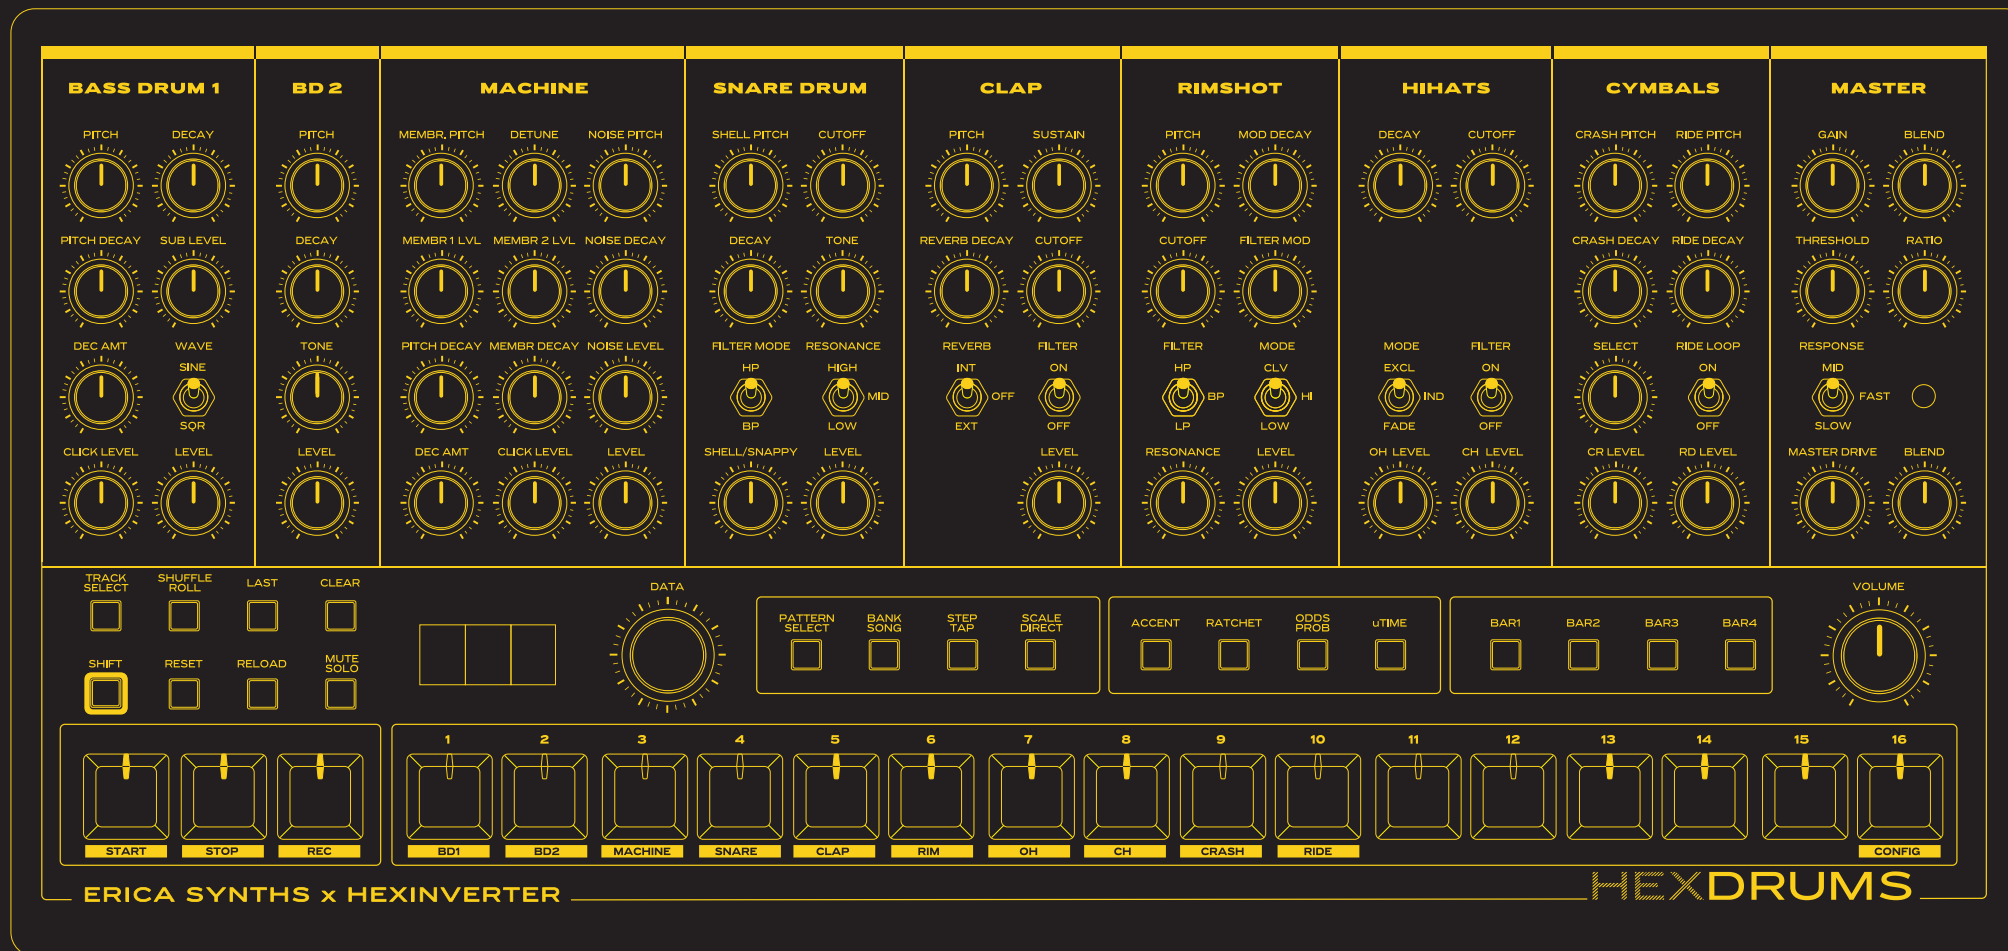 BASS DRUM 1 BD 2 MACHINE SNARE DRUM CLAP RIMSHOT HIHATS CYMBALS MASTER
PITCH DECAY PITCH MEMBR. PITCH DETUNE NOISE PITCH SHELL PITCH CUTOFF PITCH SUSTAIN PITCH MOD DECAY DECAY CUTOFF CRASH PITCH RIDE PITCH GAIN BLEND
PITCH DECAY SUB LEVEL DECAY MEMBR 1 LVL MEMBR 2 LVL NOISE DECAY DECAY TONE REVERB DECAY CUTOFF CUTOFF FILTER MOD CRASH DECAY RIDE DECAY THRESHOLD RATIO
DEC AMT WAVE TONE PITCH DECAY MEMBR DECAY NOISE LEVEL FILTER MODE RESONANCE REVERB FILTER FILTER MODE MODE FILTER SELECT RIDE LOOP RESPONSE
SINE HP HIGH INT ON HP CLV EXCL ON ON MID
MID OFF BP HI IND FAST
SQR BP LOW EXT OFF LP LOW FADE OFF OFF SLOW
CLICK LEVEL LEVEL LEVEL DEC AMT CLICK LEVEL LEVEL SHELL/SNAPPY LEVEL LEVEL RESONANCE LEVEL OH LEVEL CH LEVEL CR LEVEL RD LEVEL MASTER DRIVE BLEND
TRACK SHUFFLE LAST CLEAR DATA VOLUME
SELECT ROLL
PATTERN BANK STEP SCALE ACCENT RATCHET ODDS uTIME BAR1 BAR2 BAR3 BAR4
SELECT SONG TAP DIRECT PROB
SHIFT RESET RELOAD MUTE
SOLO
1 2 3 4 5 6 7 8 9 10 11 12 13 14 15 16
START STOP REC BD1 BD2 MACHINE SNARE CLAP RIM OH CH CRASH RIDE CONFIG
ERICA SYNTHS x HEXINVERTER HEXDRUMS